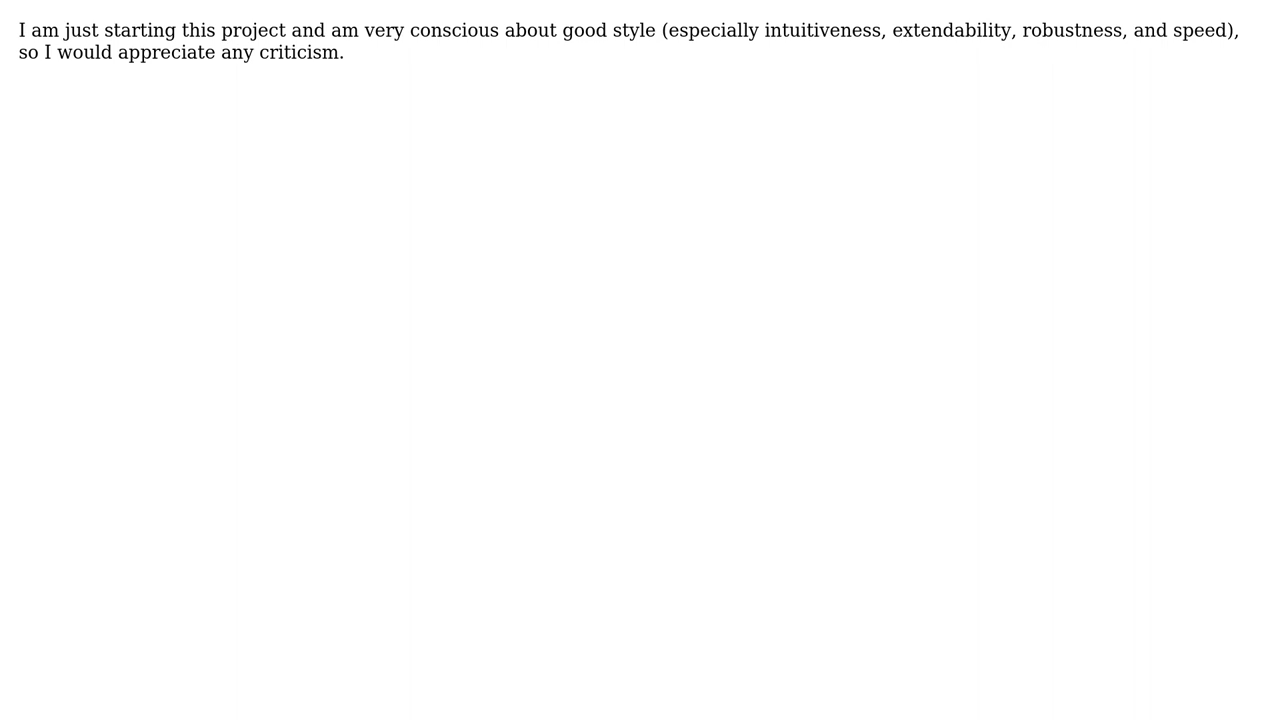 I am just starting this project and am very conscious about good style (especially intuitiveness, extendability, robustness, and speed),
so I would appreciate any criticism.